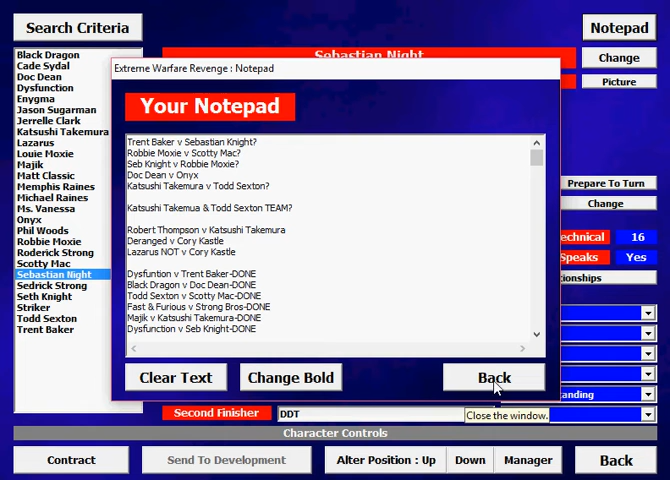 Search Criteria
Sebastian Night
Notepad
Black Dragon
Cade Sydal
Doc Dean
Dysfunction
Enygma
Jason Sugarman
Jerrelle Clark
Katsushi Takemura
Lazarus
Louie Moxie
Majik
Matt Classic
Memphis Raines
Michael Raines
Ms. Vanessa
Onyx
Phil Woods
Robbie Moxie
Roderick Strong
Scotty Mac
Sebastian Night
Sedrick Strong
Seth Knight
Striker
Todd Sexton
Trent Baker
Change
Picture
Extreme Warfare Revenge : Notepad
Your Notepad
Trent Baker v Sebastian Knight?
Robbie Moxie v Scotty Mac?
Seb Knight v Robbie Moxie?
Doc Dean v Onyx
Katsushi Takemura v Todd Sexton?
Katsushi Takemua & Todd Sexton TEAM?
Robert Thompson v Katsushi Takemura
Deranged v Cory Kastle
Lazarus NOT v Cory Kastle
Dysfuntion v Trent Baker-DONE
Black Dragon v Doc Dean-DONE
Todd Sexton v Scotty Mac-DONE
Fast & Furious v Strong Bros-DONE
Majik v Katsushi Takemura-DONE
Dysfunction v Seb Knight-DONE
Clear Text
Change Bold
Back
Close the window.
Prepare To Turn
Change
echnical 16
Speaks Yes
ionships
anding
Second Finisher
DDT
Character Controls
Contract
Send To Development
Alter Position : Up
Down
Manager
Back